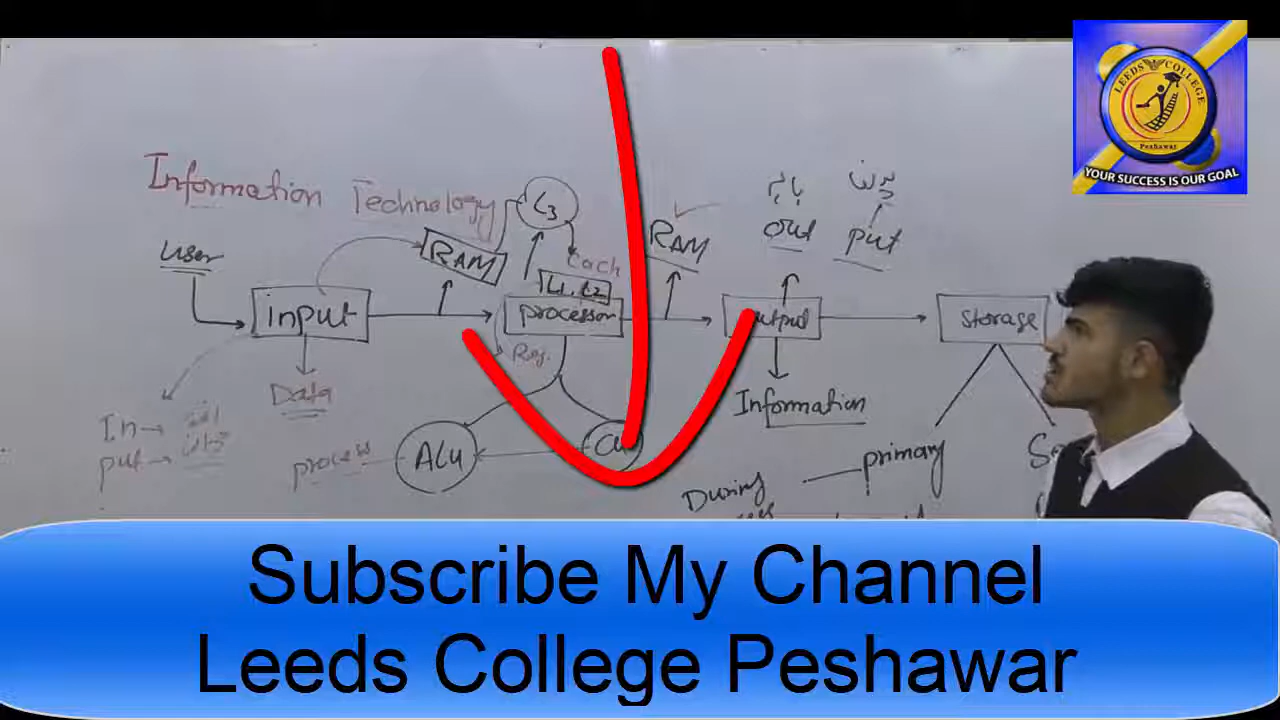 LEEDS COLLEGE
Peshawar
YOUR SUCCESS IS OUR GOAL
Information Technology
L3
RAM
Cach
L1, L2
RAM
باہر
out
put
user
input
processor
Reg.
output
Storage
Data
Information
In
put
process
ALU
CU
primary
During
Subscribe My Channel
Leeds College Peshawar